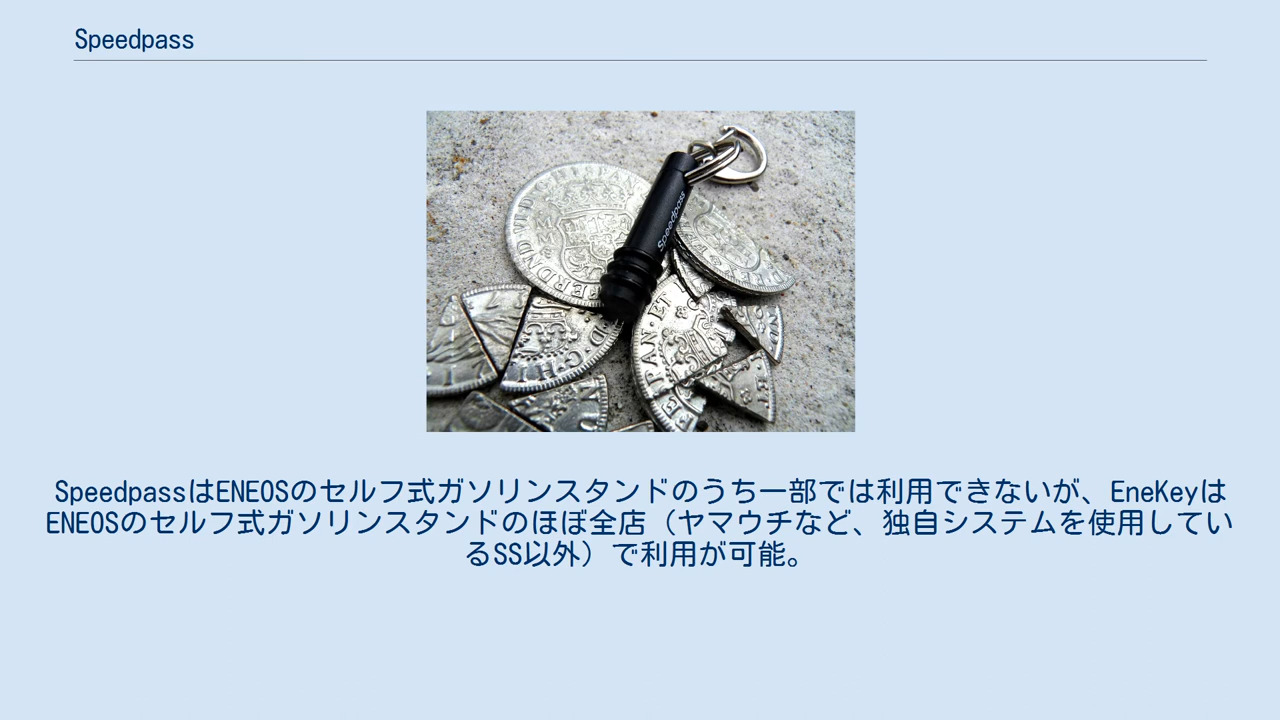 Speedpass
Speedpass
FERDND·VI·D·G·HISPAN
ESPAN·ET
SpeedpassはENEOSのセルフ式ガソリンスタンドのうち一部では利用できないが、EneKeyは
ENEOSのセルフ式ガソリンスタンドのほぼ全店（ヤマウチなど、独自システムを使用してい
るSS以外）で利用が可能。